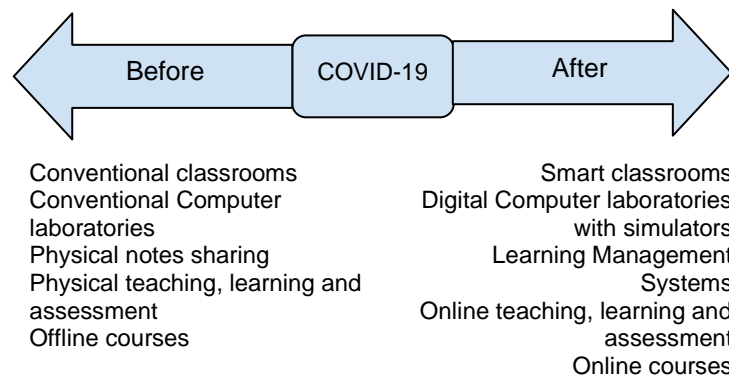 Before
COVID-19
After
Conventional classrooms
Conventional Computer
laboratories
Physical notes sharing
Physical teaching, learning and
assessment
Offline courses
Smart classrooms
Digital Computer laboratories
with simulators
Learning Management
Systems
Online teaching, learning and
assessment
Online courses